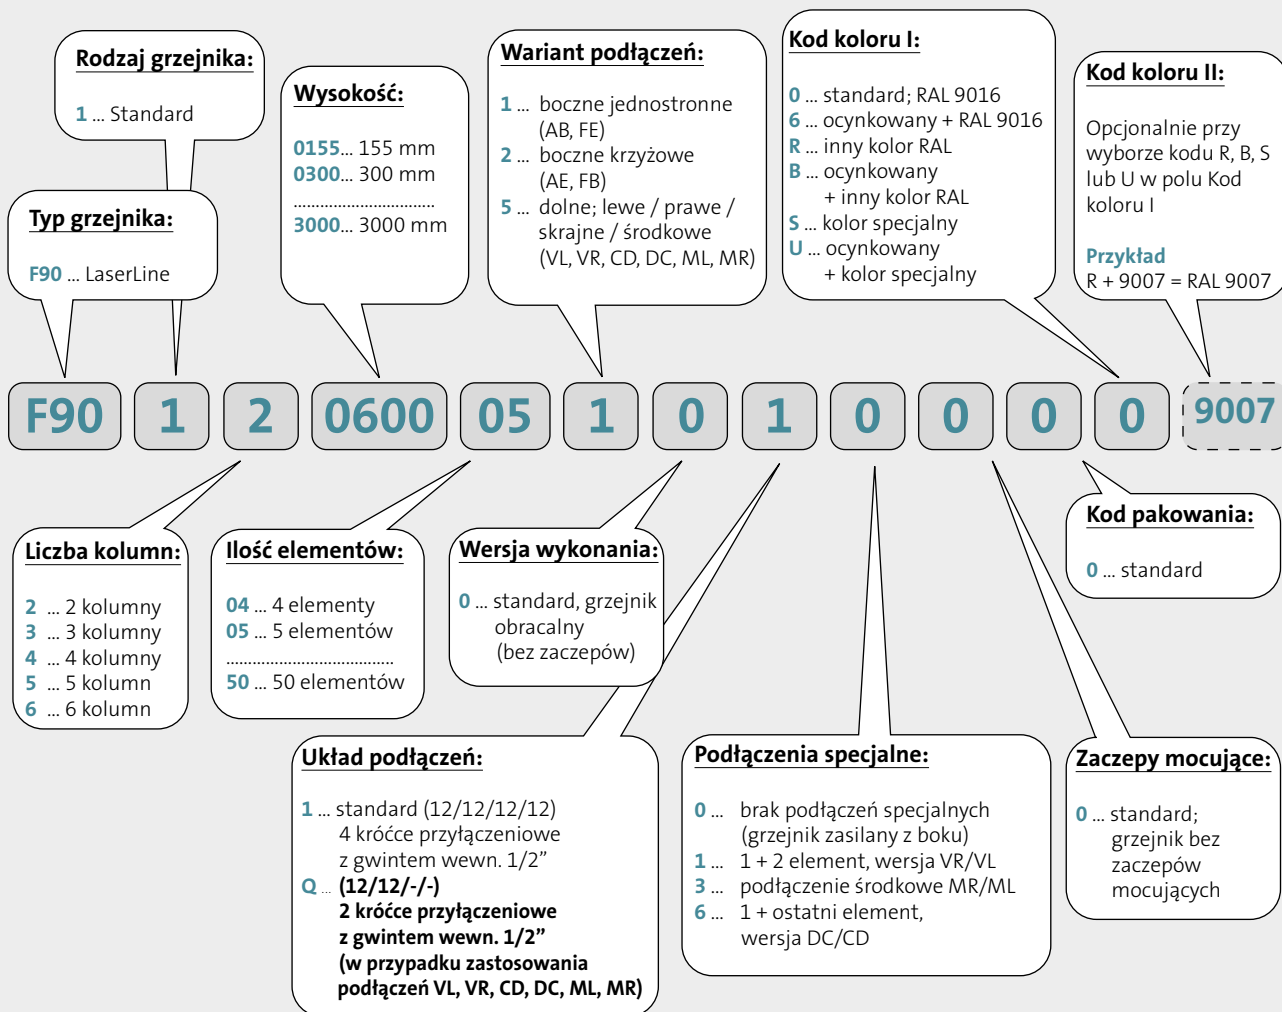 Rodzaj grzejnika:
1 ... Standard
Typ grzejnika:
F90 ... LaserLine
Wysokość:
0155... 155 mm
0300... 300 mm
.................................
3000... 3000 mm
Wariant podłączeń:
1 ... boczne jednostronne
(AB, FE)
2 ... boczne krzyżowe
(AE, FB)
5 ... dolne; lewe / prawe /
skrajne / środkowe
(VL, VR, CD, DC, ML, MR)
Kod koloru I:
0 ... standard; RAL 9016
6 ... ocynkowany + RAL 9016
R ... inny kolor RAL
B ... ocynkowany
+ inny kolor RAL
S ... kolor specjalny
U ... ocynkowany
+ kolor specjalny
Kod koloru II:
Opcjonalnie przy
wyborze kodu R, B, S
lub U w polu Kod
koloru I
Przykład
R + 9007 = RAL 9007
F90 1 2 0600 05 1 0 1 0 0 0 0 9007
Liczba kolumn:
2 ... 2 kolumny
3 ... 3 kolumny
4 ... 4 kolumny
5 ... 5 kolumn
6 ... 6 kolumn
Ilość elementów:
04 ... 4 elementy
05 ... 5 elementów
.......................................
50 ... 50 elementów
Wersja wykonania:
0 ... standard, grzejnik
obracalny
(bez zaczepów)
Kod pakowania:
0 ... standard
Układ podłączeń:
1 ... standard (12/12/12/12)
4 króćce przyłączeniowe
z gwintem wewn. 1/2”
Q ... (12/12/-/-)
2 króćce przyłączeniowe
z gwintem wewn. 1/2”
(w przypadku zastosowania
podłączeń VL, VR, CD, DC, ML, MR)
Podłączenia specjalne:
0 ... brak podłączeń specjalnych
(grzejnik zasilany z boku)
1 ... 1 + 2 element, wersja VR/VL
3 ... podłączenie środkowe MR/ML
6 ... 1 + ostatni element,
wersja DC/CD
Zaczepy mocujące:
0 ... standard;
grzejnik bez
zaczepów
mocujących